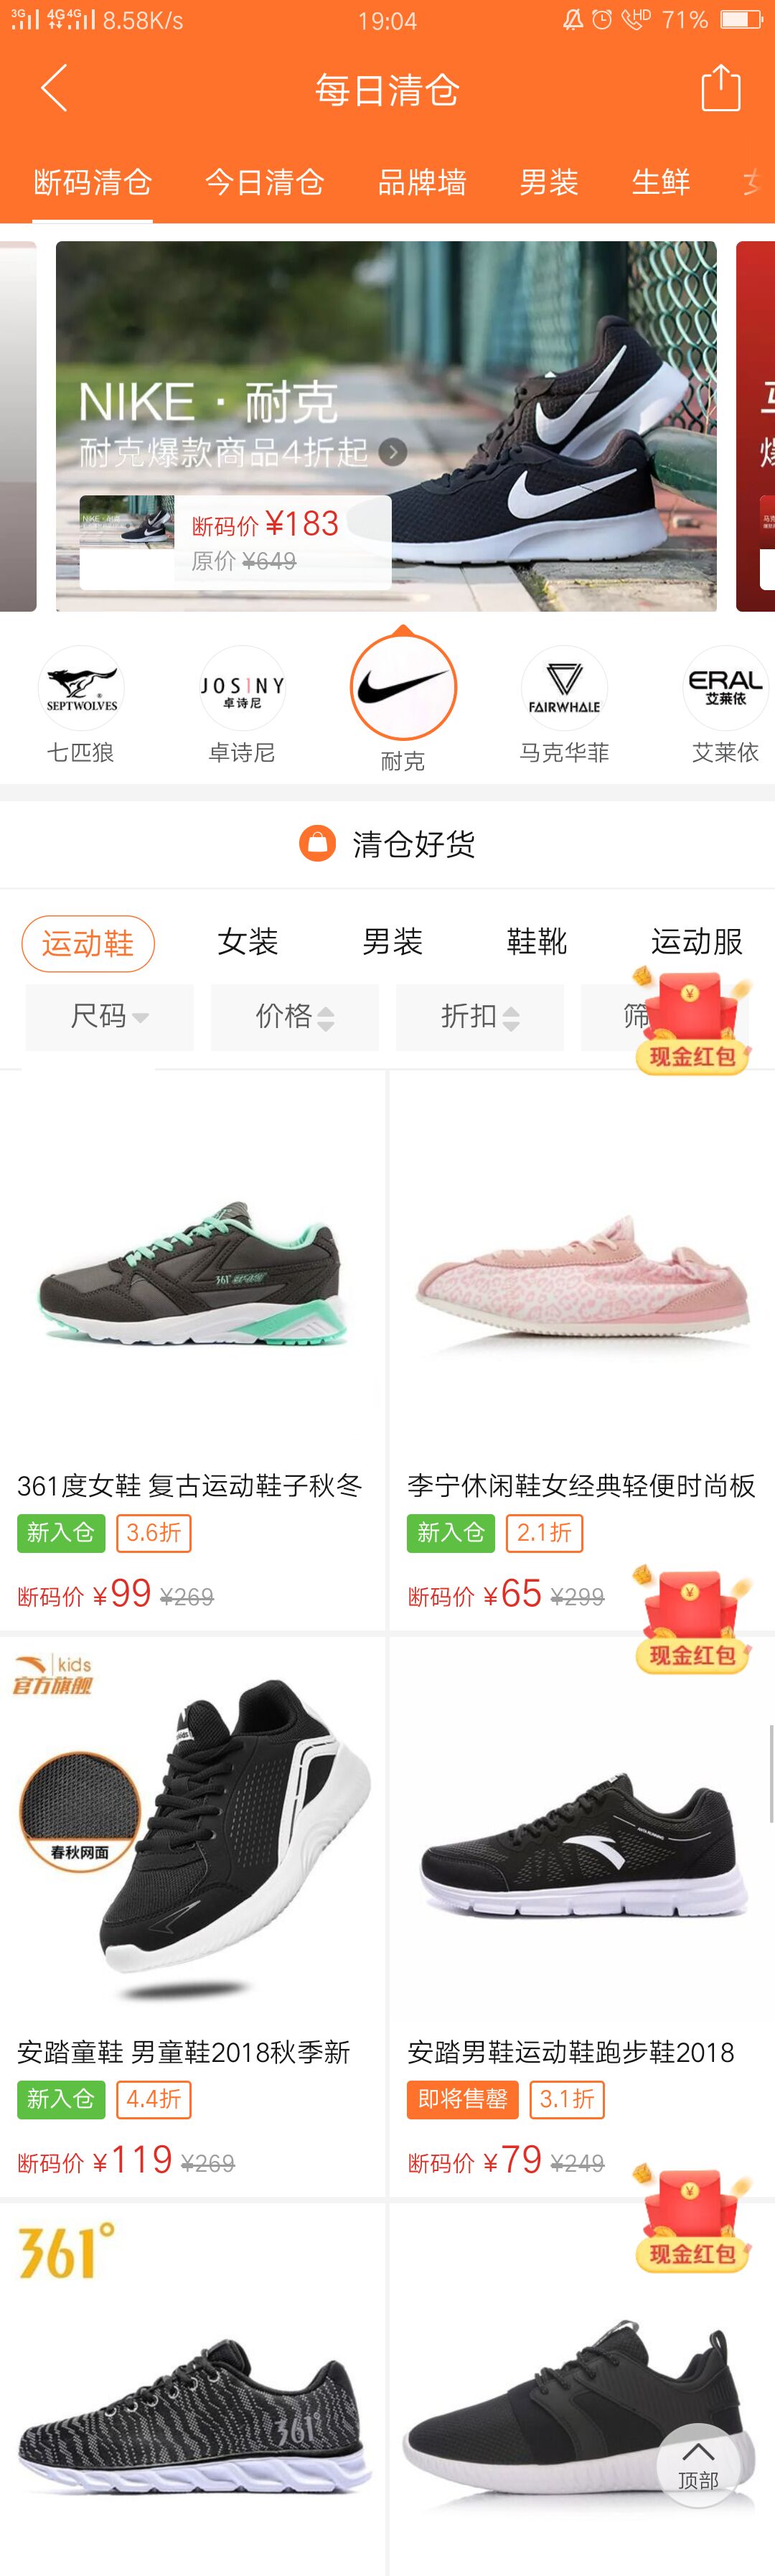 3G 4G 4G 8.58K/s 19:04 HD 71%
每日清仓
断码清仓 今日清仓 品牌墙 男装 生鲜
NIKE · 耐克
耐克爆款商品4折起
断码价 ¥183
原价 ¥649
SEPTWOLVES JOSINY 卓诗尼 FAIRWHALE ERAL 艾莱依
七匹狼 卓诗尼 耐克 马克华菲 艾莱依
清仓好货
运动鞋 女装 男装 鞋靴 运动服
尺码 价格 折扣 筛
现金红包
361°
361度女鞋 复古运动鞋子秋冬
新入仓 3.6折
断码价 ¥99 ¥269
李宁休闲鞋女经典轻便时尚板
新入仓 2.1折
断码价 ¥65 ¥299
现金红包
kids
官方旗舰
春秋网面
安踏童鞋 男童鞋2018秋季新
新入仓 4.4折
断码价 ¥119 ¥269
安踏男鞋运动鞋跑步鞋2018
即将售罄 3.1折
断码价 ¥79 ¥249
现金红包
361°
361°
顶部